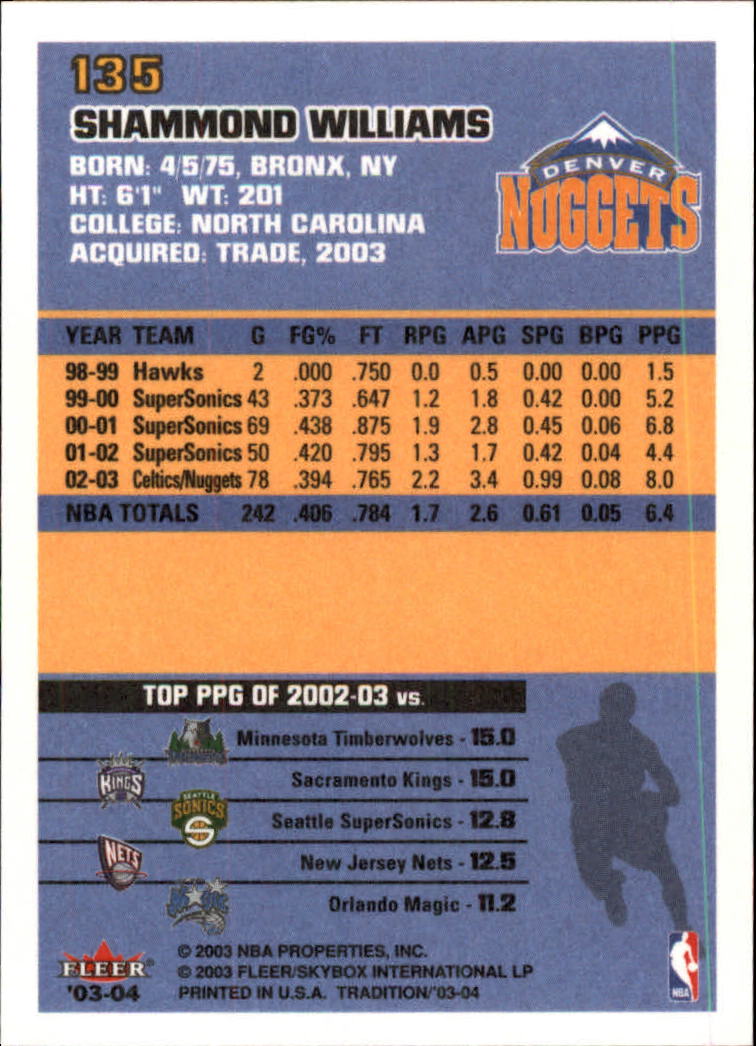 135
SHAMMOND WILLIAMS
BORN: 4/5/75, BRONX, NY
HT: 6'1" WT: 201
COLLEGE: NORTH CAROLINA
ACQUIRED: TRADE, 2003
DENVER
NUGGETS
YEAR TEAM G FG% FT RPG APG SPG BPG PPG
98-99 Hawks 2 .000 .750 0.0 0.5 0.00 0.00 1.5
99-00 SuperSonics 43 .373 .647 1.2 1.8 0.42 0.00 5.2
00-01 SuperSonics 69 .438 .875 1.9 2.8 0.45 0.06 6.8
01-02 SuperSonics 50 .420 .795 1.3 1.7 0.42 0.04 4.4
02-03 Celtics/Nuggets 78 .394 .765 2.2 3.4 0.99 0.08 8.0
NBA TOTALS 242 .406 .784 1.7 2.6 0.61 0.05 6.4
TOP PPG OF 2002-03 vs.
Minnesota Timberwolves - 15.0
KINGS
Sacramento Kings - 15.0
SEATTLE
SONICS
Seattle SuperSonics - 12.8
NETS
New Jersey Nets - 12.5
Orlando Magic - 11.2
FLEER
'03-04
© 2003 NBA PROPERTIES, INC.
© 2003 FLEER/SKYBOX INTERNATIONAL LP
PRINTED IN U.S.A. TRADITION/'03-04
NBA